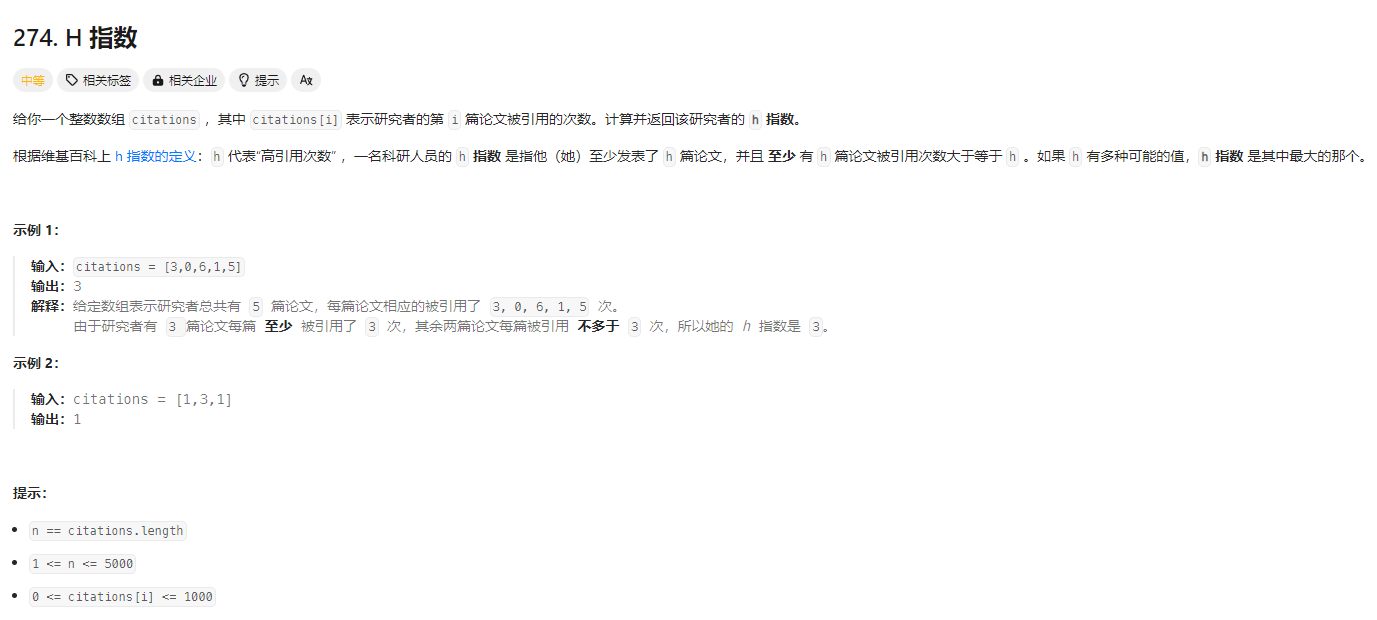 274. H 指数
中等 相关标签 相关企业 提示 Ax
给你一个整数数组 citations ，其中 citations[i] 表示研究者的第 i 篇论文被引用的次数。计算并返回该研究者的 h 指数。
根据维基百科上 h 指数的定义：h 代表“高引用次数” ，一名科研人员的 h 指数 是指他（她）至少发表了 h 篇论文，并且 至少 有 h 篇论文被引用次数大于等于 h 。如果 h 有多种可能的值，h 指数 是其中最大的那个。
示例 1：
输入：citations = [3,0,6,1,5]
输出：3
解释：给定数组表示研究者总共有 5 篇论文，每篇论文相应的被引用了 3, 0, 6, 1, 5 次。
由于研究者有 3 篇论文每篇 至少 被引用了 3 次，其余两篇论文每篇被引用 不多于 3 次，所以她的 h 指数是 3。
示例 2：
输入：citations = [1,3,1]
输出：1
提示：
n == citations.length
1 <= n <= 5000
0 <= citations[i] <= 1000